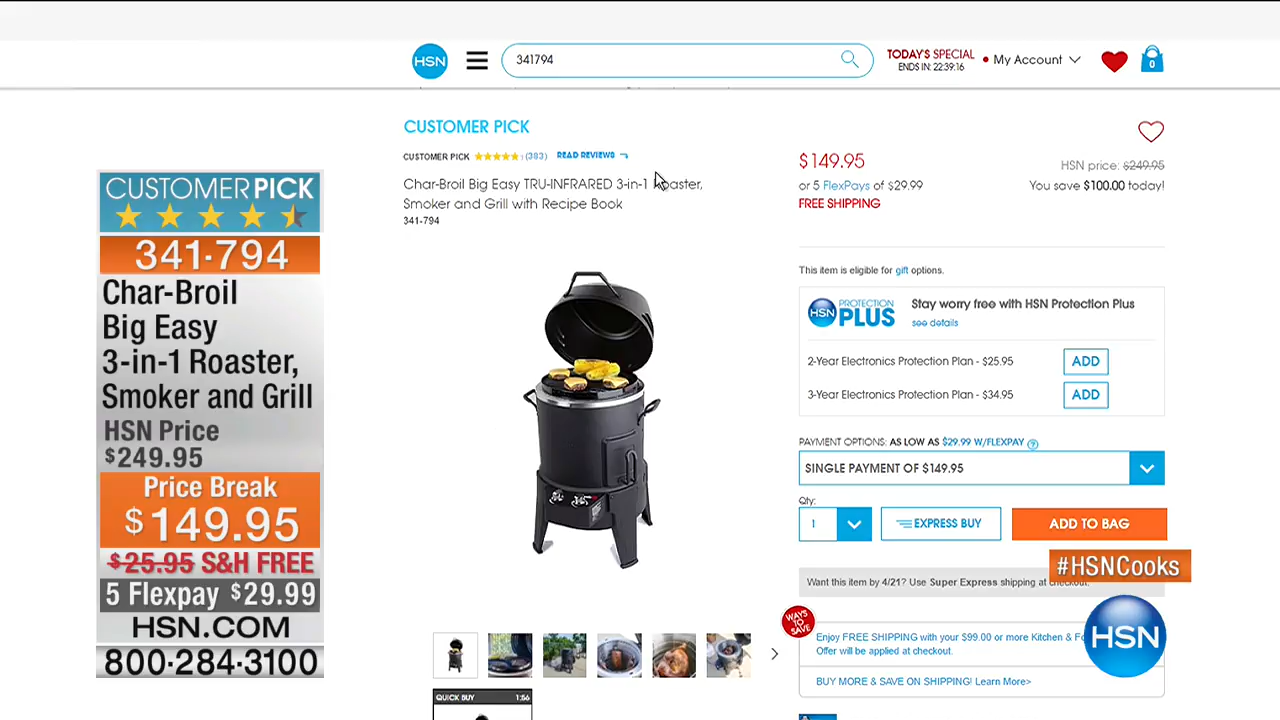 HSN
341794
TODAY'S SPECIAL
ENDS IN: 22:39:16
My Account
0
CUSTOMER PICK
CUSTOMER PICK
(393)
READ REVIEWS
Char-Broil Big Easy TRU-INFRARED 3-in-1
Smoker and Grill with Recipe Book
341-794
$149.95
HSN price: $249.95
or 5 FlexPays of $29.99
You save $100.00 today!
FREE SHIPPING
This item is eligible for gift options.
HSN
PROTECTION
PLUS
Stay worry free with HSN Protection Plus
see details
2-Year Electronics Protection Plan - $25.95
ADD
3-Year Electronics Protection Plan - $34.95
ADD
PAYMENT OPTIONS: AS LOW AS $29.99 W/FLEXPAY ?
SINGLE PAYMENT OF $149.95
Qty:
1
EXPRESS BUY
ADD TO BAG
#HSNCooks
Want this item by 4/21? Use Super Express shipping at checkout.
WAYS
TO
SAVE
Enjoy FREE SHIPPING with your $99.00 or more Kitchen &
Offer will be applied at checkout.
BUY MORE & SAVE ON SHIPPING! Learn More>
HSN
QUICK BUY
1:56
CUSTOMER PICK
341-794
Char-Broil
Big Easy
3-in-1 Roaster,
Smoker and Grill
HSN Price
$249.95
Price Break
$149.95
$25.95 S&H FREE
5 Flexpay $29.99
HSN.COM
800-284-3100